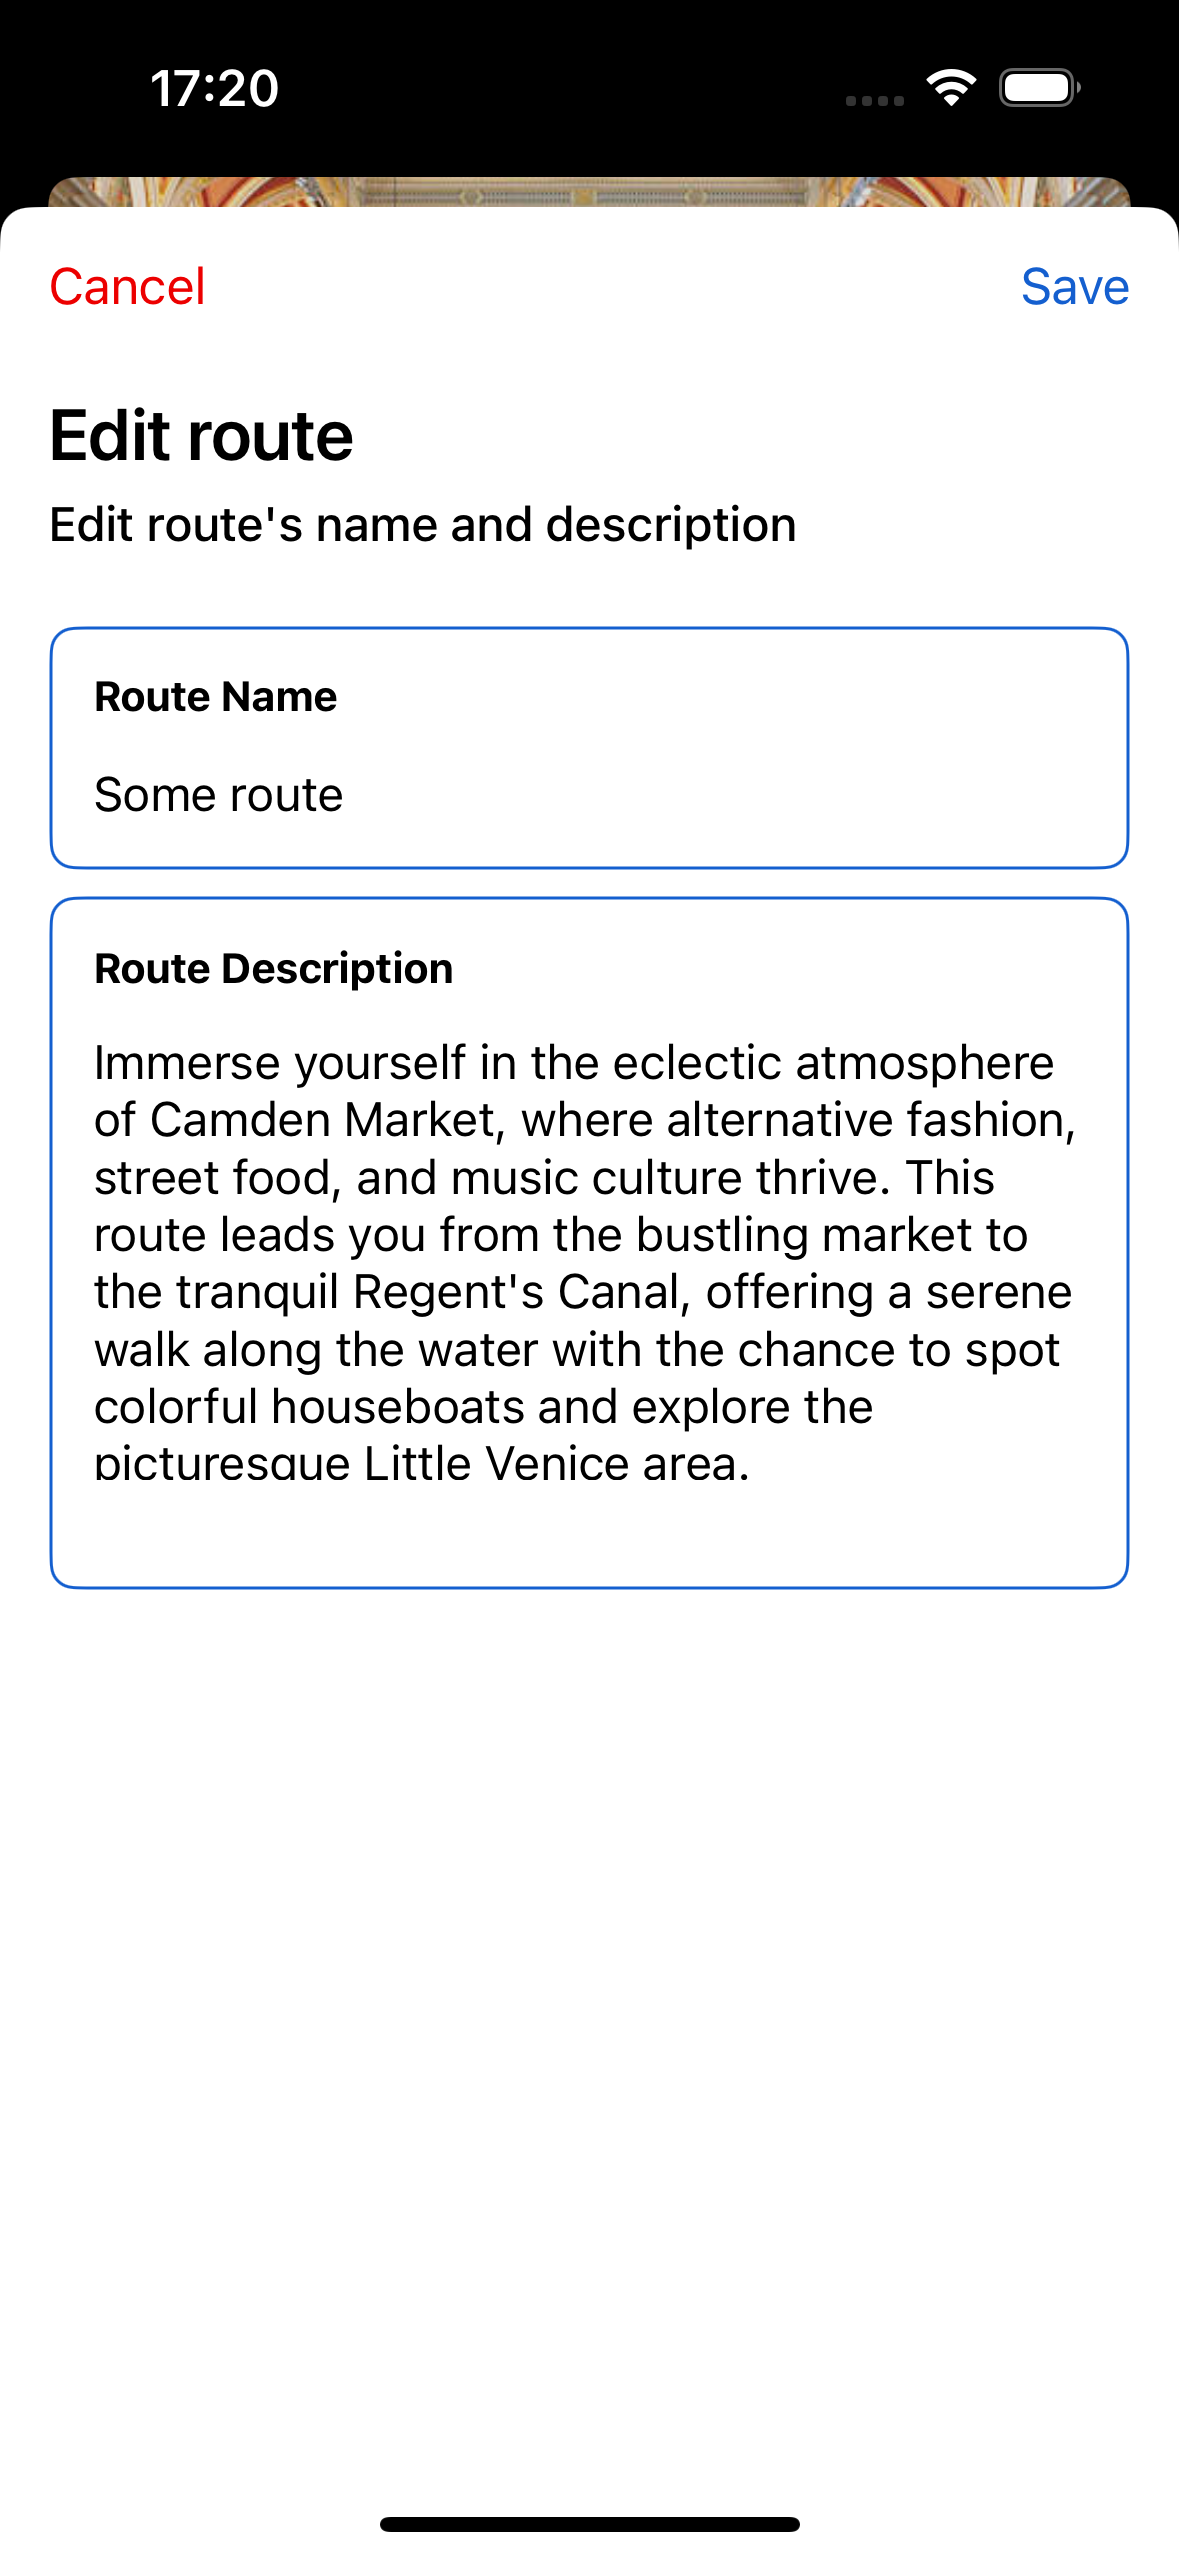 17:20
Cancel
Save
Edit route
Edit route's name and description
Route Name
Some route
Route Description
Immerse yourself in the eclectic atmosphere
of Camden Market, where alternative fashion,
street food, and music culture thrive. This
route leads you from the bustling market to
the tranquil Regent's Canal, offering a serene
walk along the water with the chance to spot
colorful houseboats and explore the
picturesque Little Venice area.